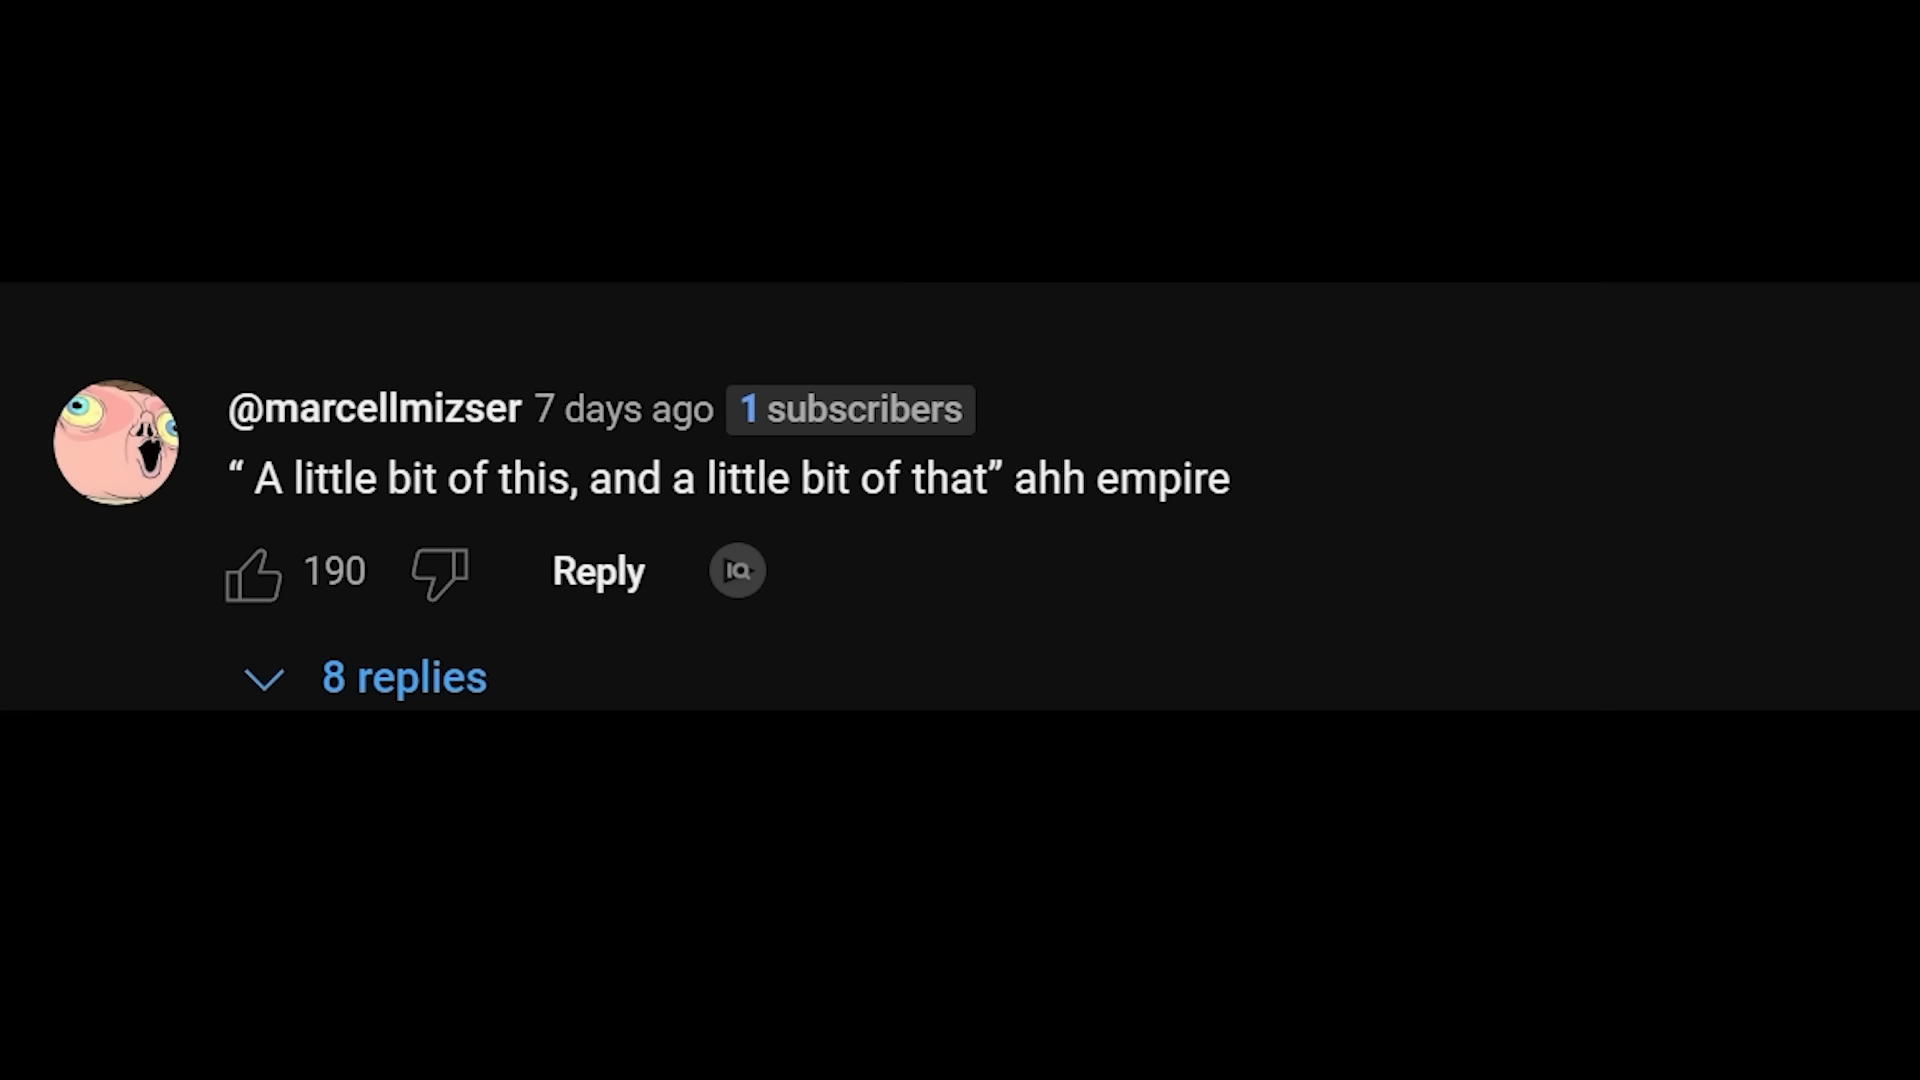 @marcellmizser 7 days ago 1 subscribers
“ A little bit of this, and a little bit of that” ahh empire
190 Reply IQ
8 replies